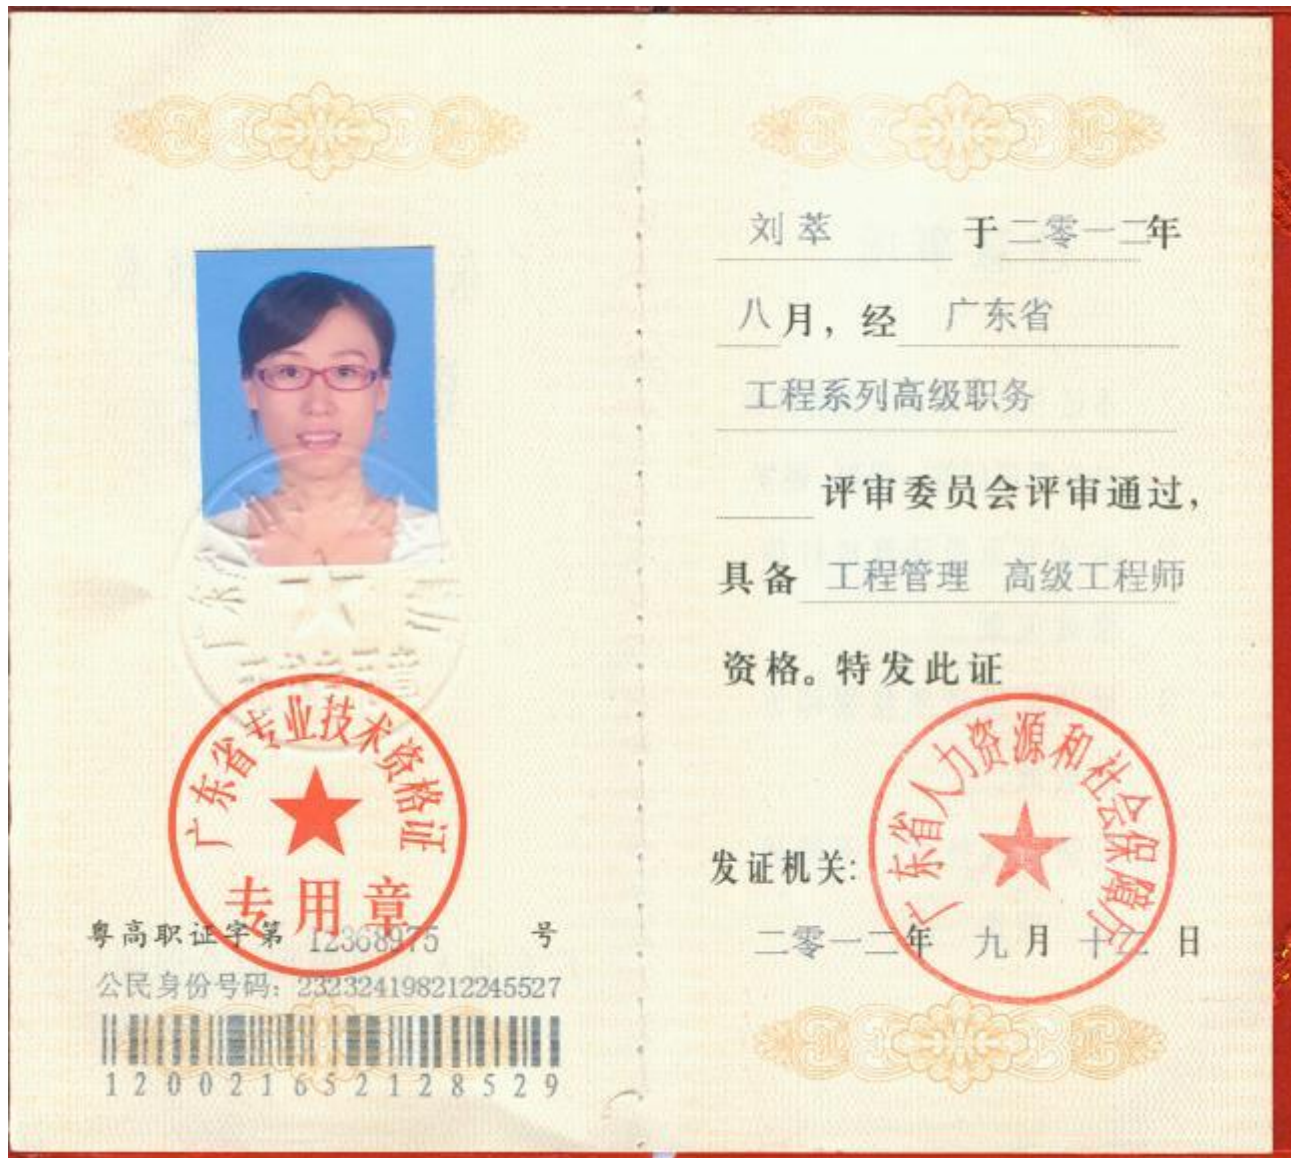 广东省专业技术资格证
专用章
粤高职证字第 12368975 号
公民身份号码：232324198212245527
120021652128529
刘萃 于二零一二年
八月，经 广东省
工程系列高级职务
评审委员会评审通过，
具备 工程管理 高级工程师
资格。特发此证
广东省人力资源和社会保障厅
发证机关：
二零一二年 九月 十二日